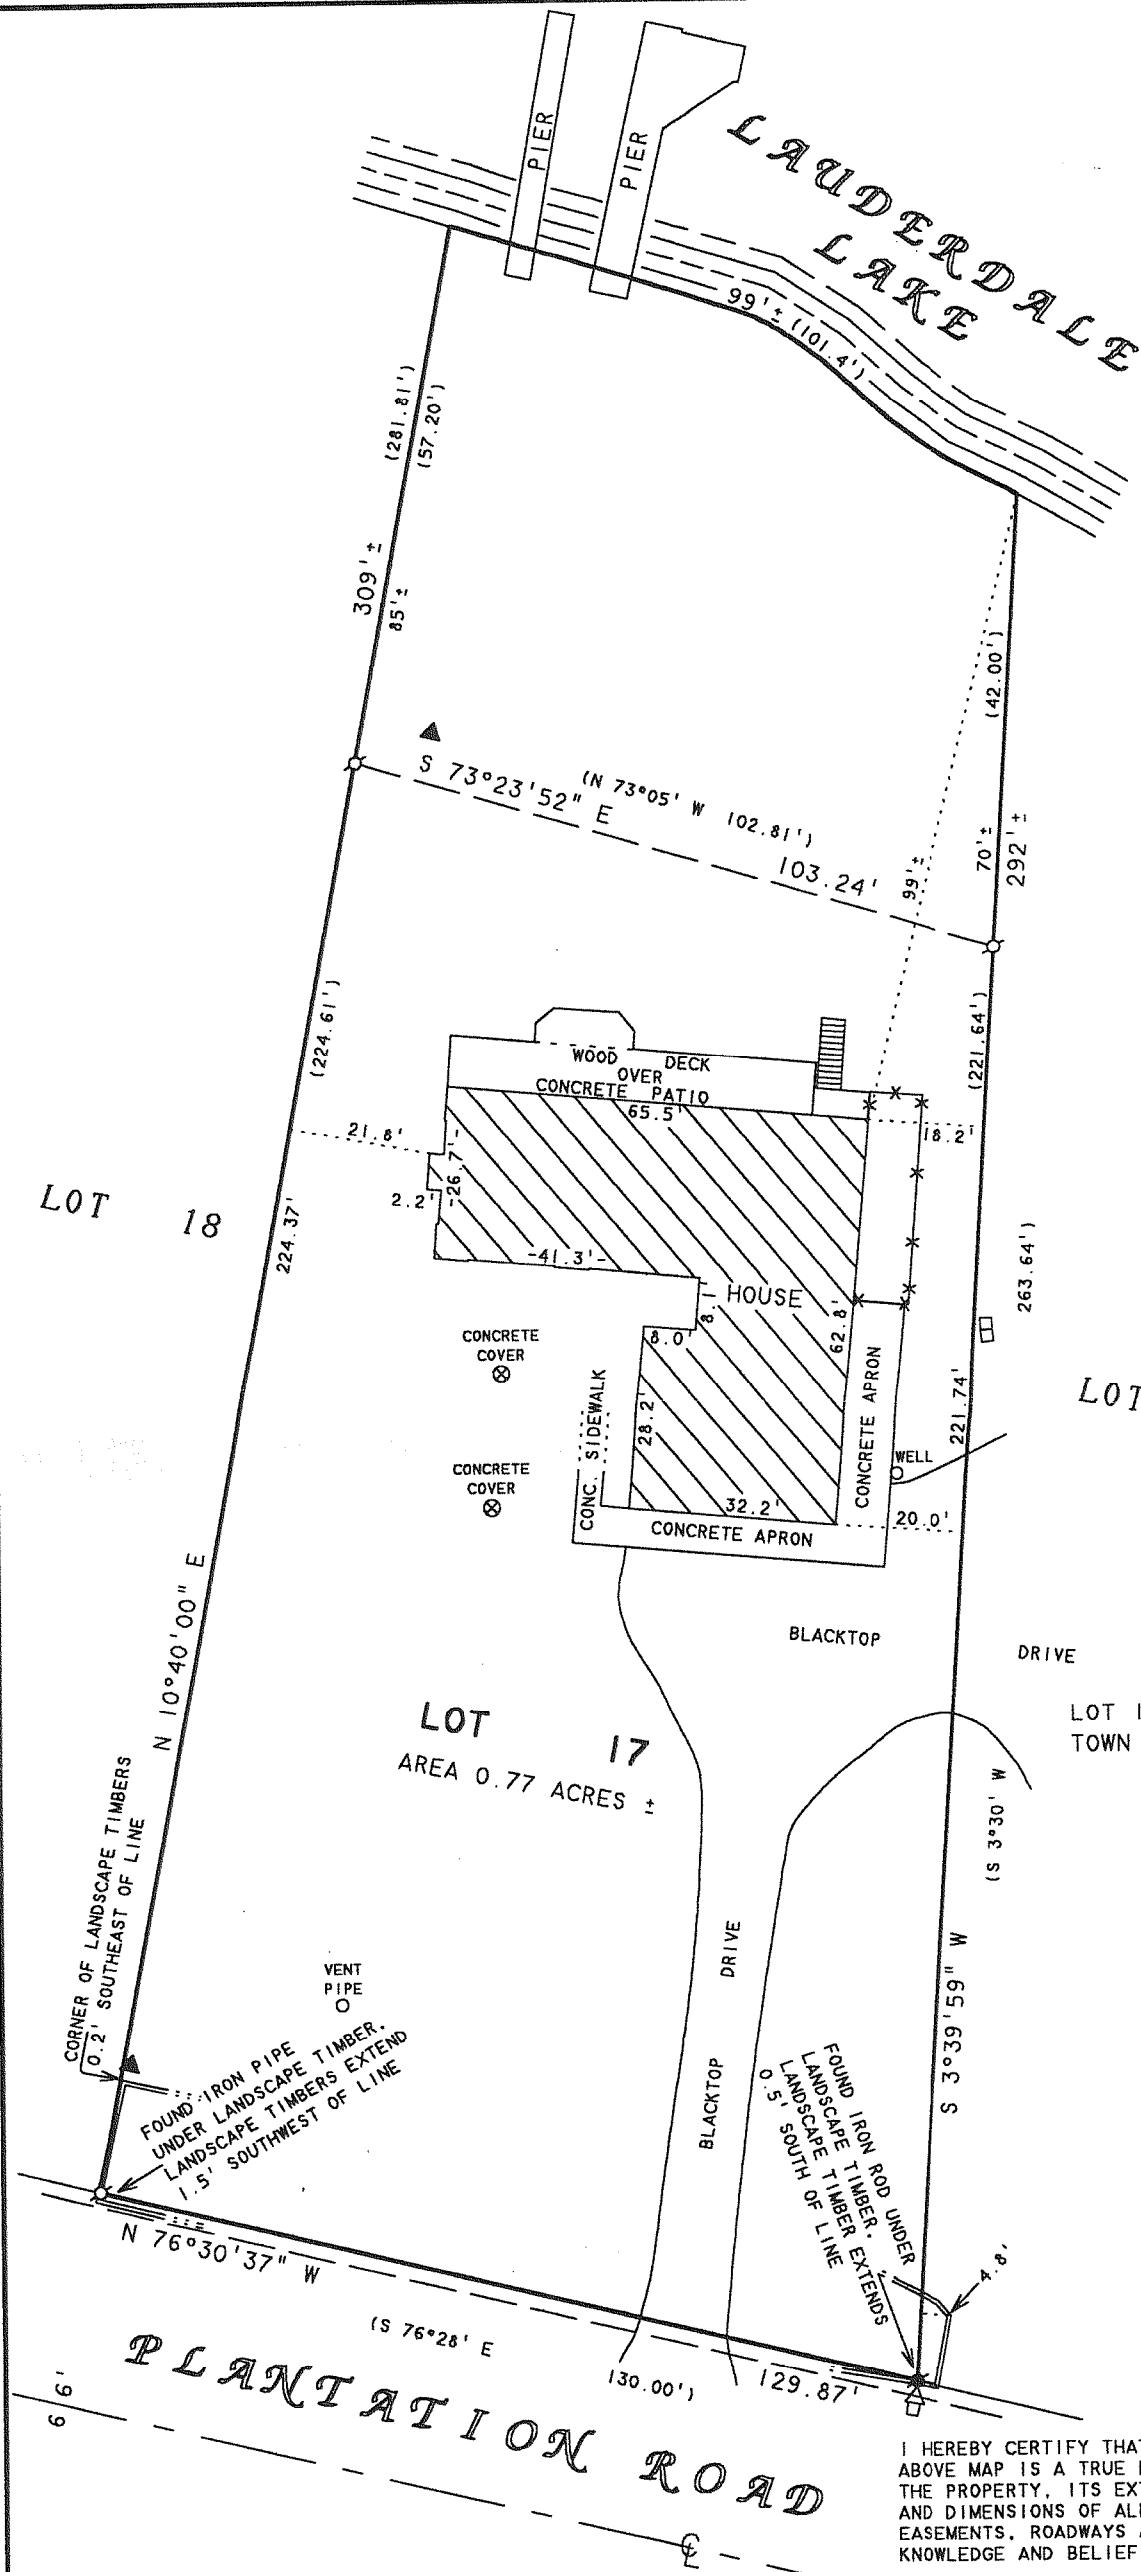 PIER
PIER
LAUDERDALE
LAKE
99'± (101.4')
(281.81')
(57.20')
309'±
85'±
(42.00')
S 73°23'52" E
(N 73°05' W 102.81')
103.24'
99'±
70'±
292'±
(224.61')
(221.64')
WOOD DECK
OVER
CONCRETE PATIO
65.5'
21.8'
18.2'
2.2'
-26.7'-
LOT 18
224.37'
-41.3'-
HOUSE
8.1'
8.0'
62.8'
263.64')
CONCRETE
COVER
CONC. SIDEWALK
28.2'
CONCRETE APRON
221.74'
LOT
CONCRETE
COVER
WELL
32.2'
20.0'
CONCRETE APRON
N 10°40'00" E
BLACKTOP
DRIVE
LOT 17
AREA 0.77 ACRES ±
LOT 1
TOWN
(S 3°30' W
CORNER OF LANDSCAPE TIMBERS
0.2' SOUTHEAST OF LINE
S 3°39'59" W
VENT
PIPE
BLACKTOP DRIVE
FOUND IRON PIPE
UNDER LANDSCAPE TIMBER.
LANDSCAPE TIMBERS EXTEND
1.5' SOUTHWEST OF LINE
FOUND IRON ROD UNDER
LANDSCAPE TIMBER.
LANDSCAPE TIMBER EXTENDS
0.5' SOUTH OF LINE
4.8'
N 76°30'37" W
129.87'
(S 76°28' E
130.00')
PLANTATION ROAD
66'
I HEREBY CERTIFY THAT
ABOVE MAP IS A TRUE
THE PROPERTY, ITS
AND DIMENSIONS OF
EASEMENTS, ROADWAYS
KNOWLEDGE AND BELIEF